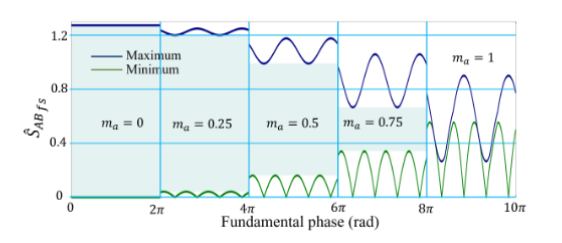 1.2
0.8
0.4
0
Ŝ_AB fs
Maximum
Minimum
m_a = 0
m_a = 0.25
m_a = 0.5
m_a = 0.75
m_a = 1
0 2π 4π 6π 8π 10π
Fundamental phase (rad)